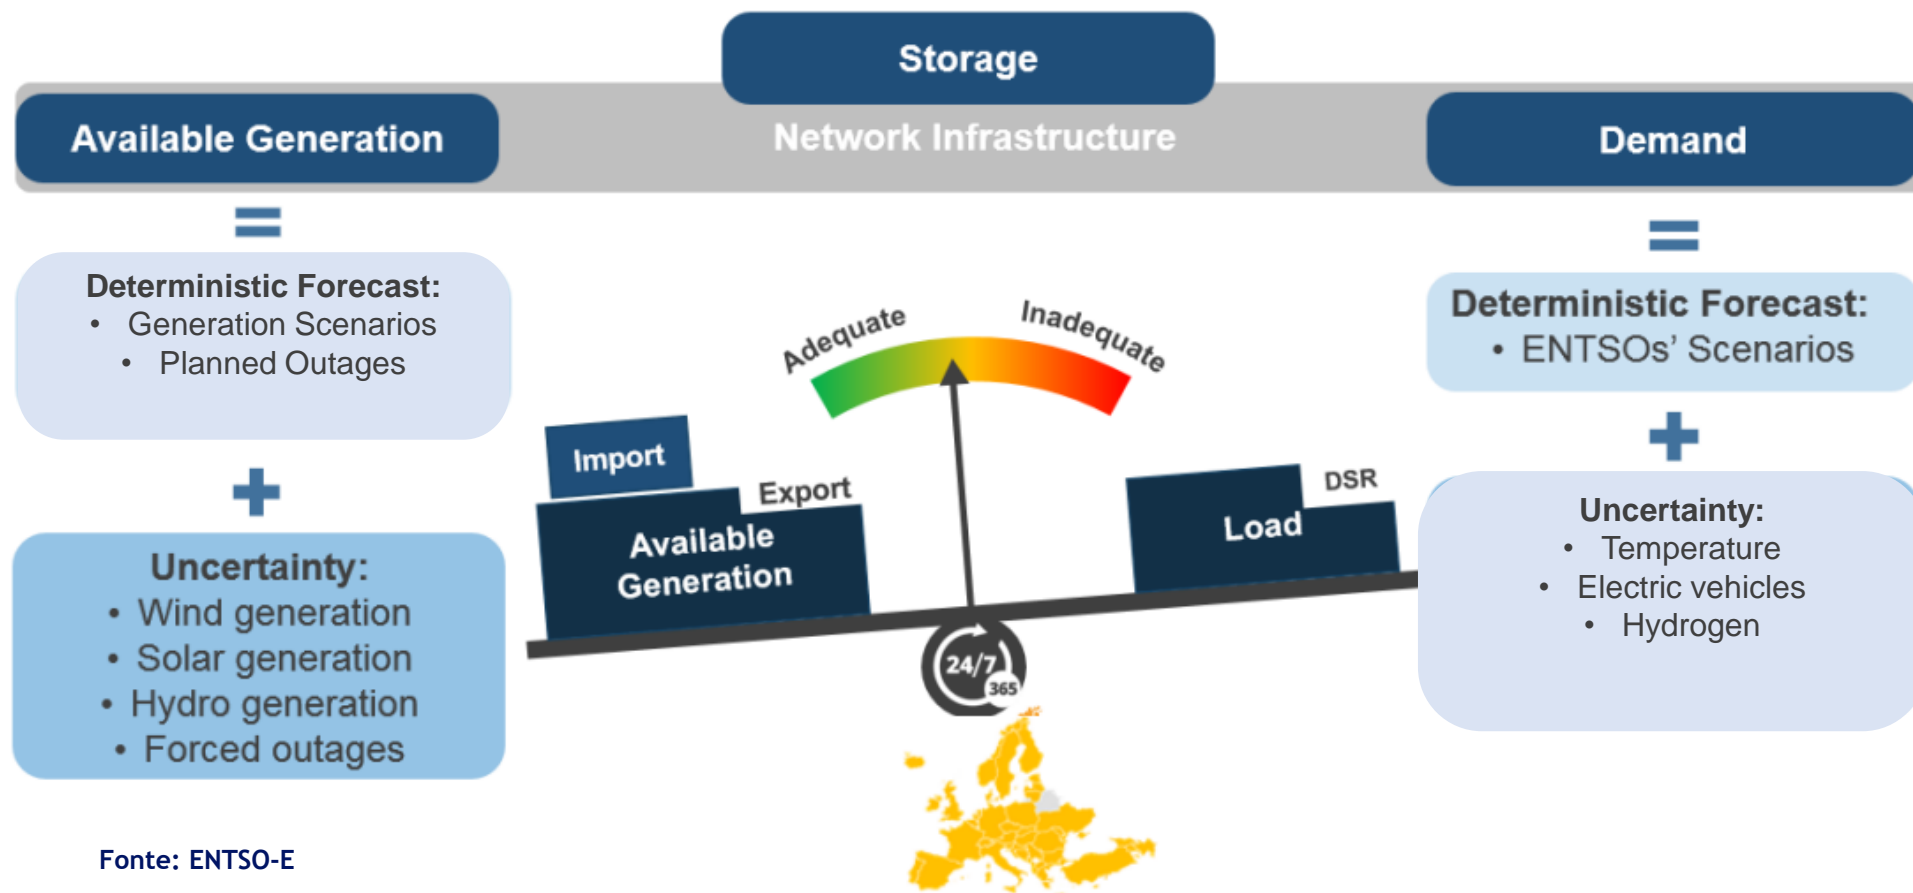 Storage
Available Generation
Network Infrastructure
Demand
Deterministic Forecast:
• Generation Scenarios
• Planned Outages
Uncertainty:
• Wind generation
• Solar generation
• Hydro generation
• Forced outages
Adequate
Inadequate
Import
Export
Available
Generation
DSR
Load
24/7
365
Deterministic Forecast:
• ENTSOs' Scenarios
Uncertainty:
• Temperature
• Electric vehicles
• Hydrogen
Fonte: ENTSO-E